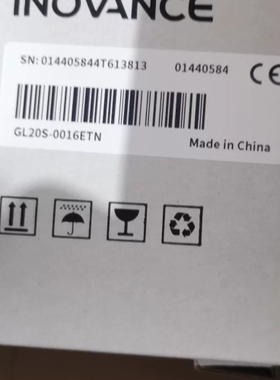 INOVANCE
SN: 014405844T613813 01440584
CE
GL20S-0016ETN
Made in China